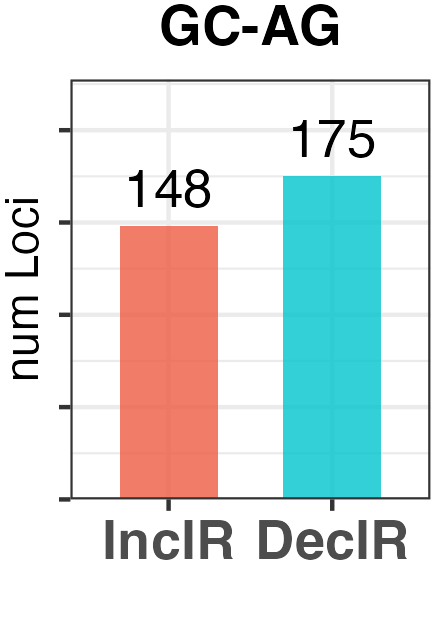 GC-AG
num Loci
148
175
IncIR
DecIR